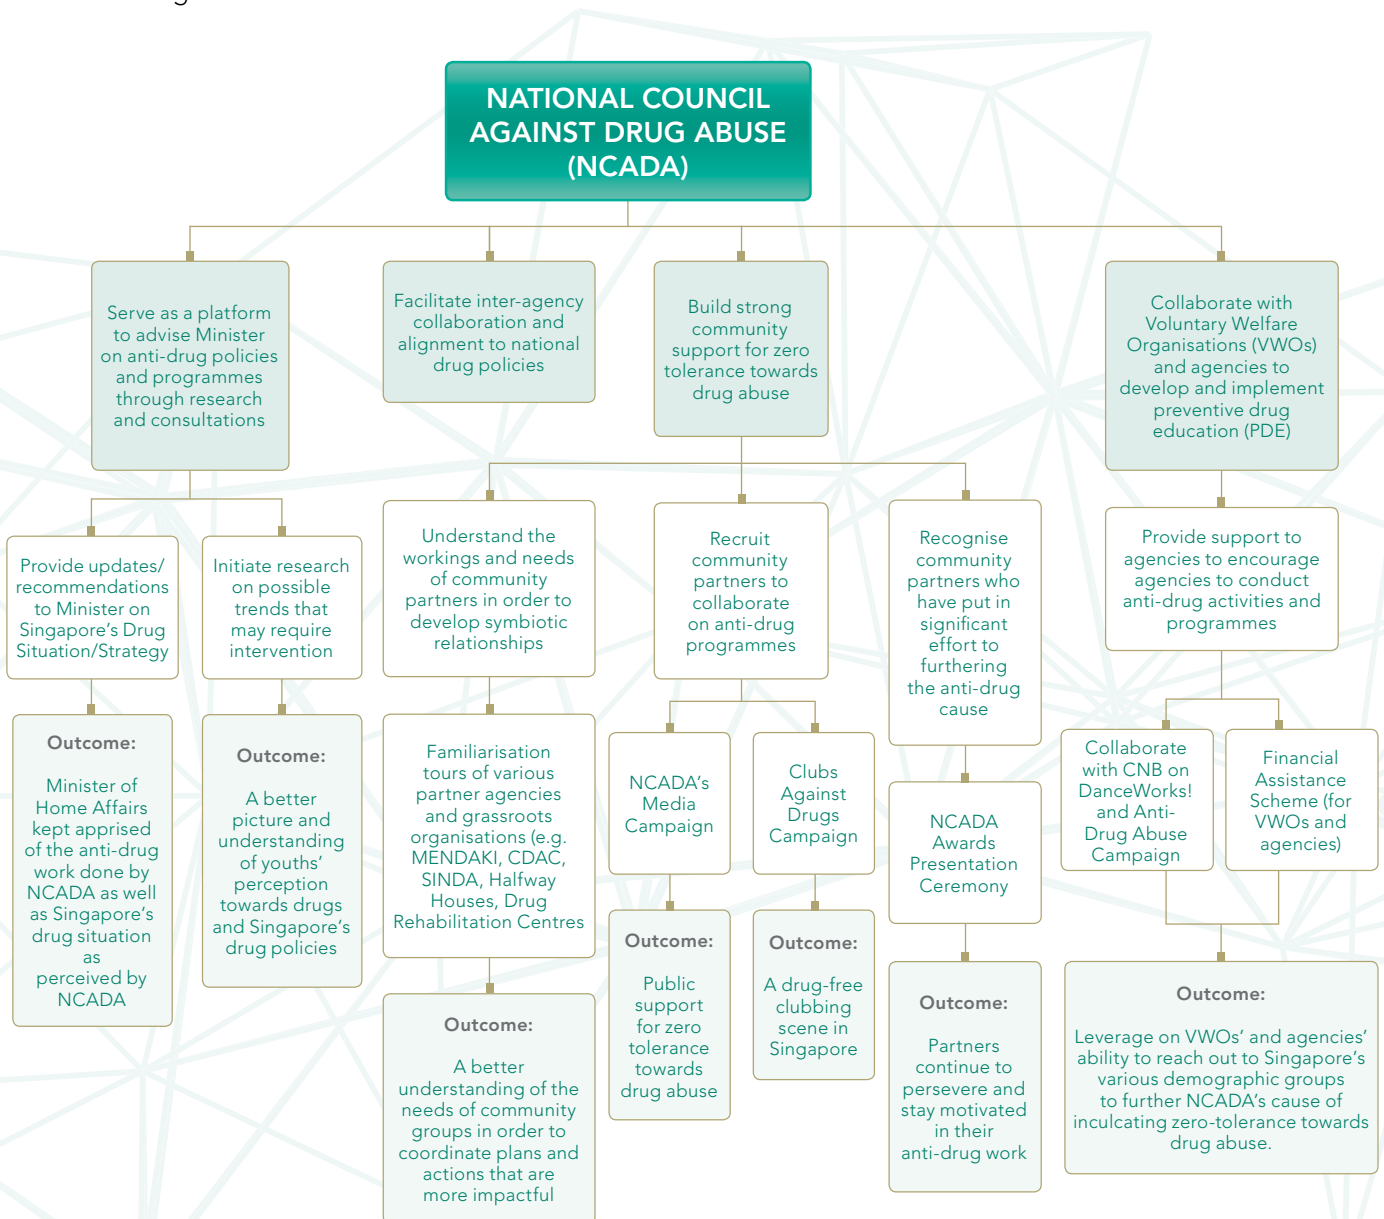 NATIONAL COUNCIL
AGAINST DRUG ABUSE
(NCADA)
Serve as a platform
to advise Minister
on anti-drug policies
and programmes
through research
and consultations
Facilitate inter-agency
collaboration and
alignment to national
drug policies
Build strong
community
support for zero
tolerance towards
drug abuse
Collaborate with
Voluntary Welfare
Organisations (VWOs)
and agencies to
develop and implement
preventive drug
education (PDE)
Provide updates/
recommendations
to Minister on
Singapore's Drug
Situation/Strategy
Initiate research
on possible
trends that
may require
intervention
Understand the
workings and needs
of community
partners in order to
develop symbiotic
relationships
Recruit
community
partners to
collaborate
on anti-drug
programmes
Recognise
community
partners who
have put in
significant
effort to
furthering
the anti-drug
cause
Provide support to
agencies to encourage
agencies to conduct
anti-drug activities and
programmes
Outcome:
Minister of
Home Affairs
kept apprised
of the anti-drug
work done by
NCADA as well
as Singapore's
drug situation
as
perceived by
NCADA
Outcome:
A better
picture and
understanding
of youths'
perception
towards drugs
and Singapore's
drug policies
Familiarisation
tours of various
partner agencies
and grassroots
organisations (e.g.
MENDAKI, CDAC,
SINDA, Halfway
Houses, Drug
Rehabilitation Centres
NCADA's
Media
Campaign
Clubs
Against
Drugs
Campaign
NCADA
Awards
Presentation
Ceremony
Collaborate
with CNB on
DanceWorks!
and Anti-
Drug Abuse
Campaign
Financial
Assistance
Scheme (for
VWOs and
agencies)
Outcome:
A better
understanding of the
needs of community
groups in order to
coordinate plans and
actions that are
more impactful
Outcome:
Public
support
for zero
tolerance
towards
drug abuse
Outcome:
A drug-free
clubbing
scene in
Singapore
Outcome:
Partners
continue to
persevere and
stay motivated
in their
anti-drug work
Outcome:
Leverage on VWOs' and agencies'
ability to reach out to Singapore's
various demographic groups
to further NCADA's cause of
inculcating zero-tolerance towards
drug abuse.